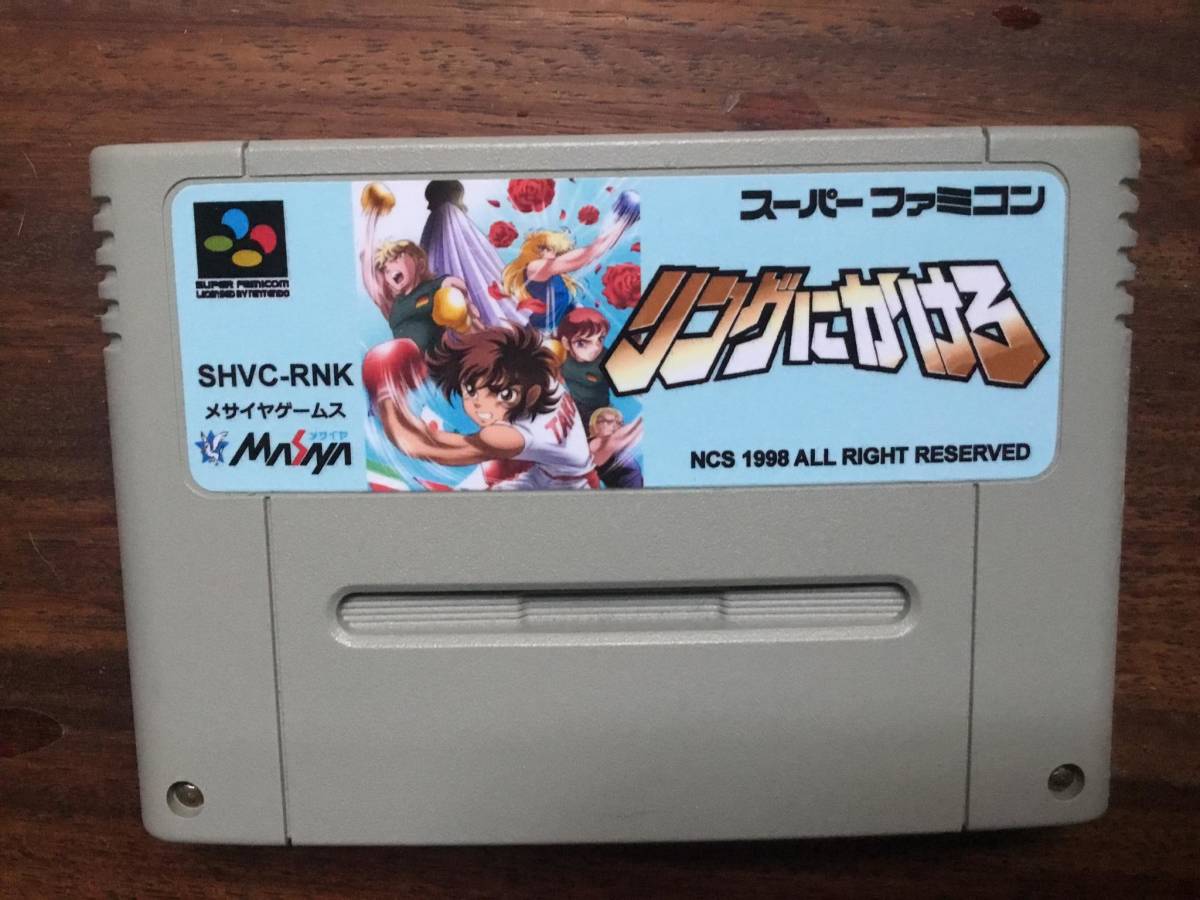 スーパーファミコン
SUPER FAMICOM
LICENSED BY NINTENDO
リングにかけろ
SHVC-RNK
メサイヤゲームス
メサイヤ
MASAYA
NCS 1998 ALL RIGHT RESERVED